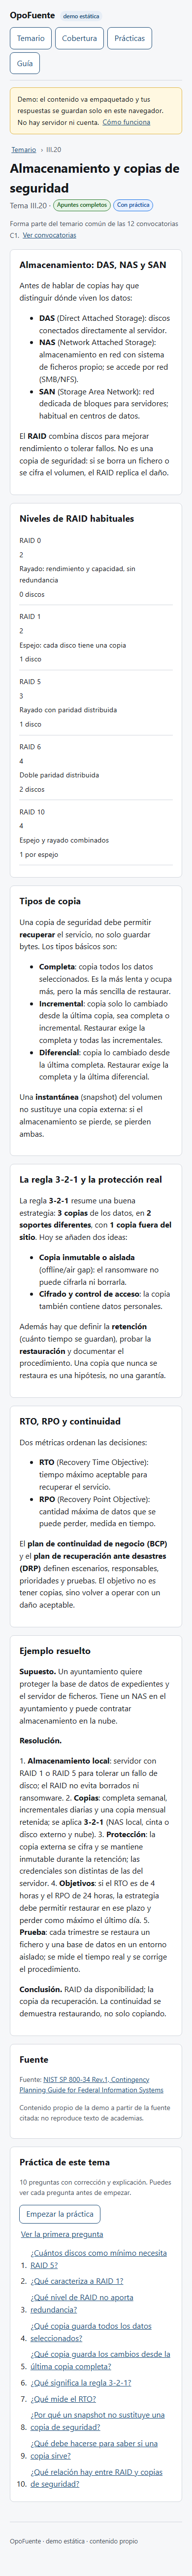 OpoFuente demo estática
Temario Cobertura Prácticas
Guía
Demo: el contenido va empaquetado y tus
respuestas se guardan solo en este navegador.
No hay servidor ni cuenta. Cómo funciona
Temario › III.20
Almacenamiento y copias de
seguridad
Tema III.20 · Apuntes completos Con práctica
Forma parte del temario común de las 12 convocatorias
C1. Ver convocatorias
Almacenamiento: DAS, NAS y SAN
Antes de hablar de copias hay que
distinguir dónde viven los datos:
• DAS (Direct Attached Storage): discos
conectados directamente al servidor.
• NAS (Network Attached Storage):
almacenamiento en red con sistema
de ficheros propio; se accede por red
(SMB/NFS).
• SAN (Storage Area Network): red
dedicada de bloques para servidores;
habitual en centros de datos.
El RAID combina discos para mejorar
rendimiento o tolerar fallos. No es una
copia de seguridad: si se borra un fichero o
se cifra el volumen, el RAID replica el daño.
Niveles de RAID habituales
RAID 0
2
Rayado: rendimiento y capacidad, sin
redundancia
0 discos
RAID 1
2
Espejo: cada disco tiene una copia
1 disco
RAID 5
3
Rayado con paridad distribuida
1 disco
RAID 6
4
Doble paridad distribuida
2 discos
RAID 10
4
Espejo y rayado combinados
1 por espejo
Tipos de copia
Una copia de seguridad debe permitir
recuperar el servicio, no solo guardar
bytes. Los tipos básicos son:
• Completa: copia todos los datos
seleccionados. Es la más lenta y ocupa
más, pero la más sencilla de restaurar.
• Incremental: copia solo lo cambiado
desde la última copia, sea completa o
incremental. Restaurar exige la
completa y todas las incrementales.
• Diferencial: copia lo cambiado desde
la última completa. Restaurar exige la
completa y la última diferencial.
Una instantánea (snapshot) del volumen
no sustituye una copia externa: si el
almacenamiento se pierde, se pierden
ambas.
La regla 3-2-1 y la protección real
La regla 3-2-1 resume una buena
estrategia: 3 copias de los datos, en 2
soportes diferentes, con 1 copia fuera del
sitio. Hoy se añaden dos ideas:
• Copia inmutable o aislada
(offline/air gap): el ransomware no
puede cifrarla ni borrarla.
• Cifrado y control de acceso: la copia
también contiene datos personales.
Además hay que definir la retención
(cuánto tiempo se guardan), probar la
restauración y documentar el
procedimiento. Una copia que nunca se
restaura es una hipótesis, no una garantía.
RTO, RPO y continuidad
Dos métricas ordenan las decisiones:
• RTO (Recovery Time Objective):
tiempo máximo aceptable para
recuperar el servicio.
• RPO (Recovery Point Objective):
cantidad máxima de datos que se
puede perder, medida en tiempo.
El plan de continuidad de negocio (BCP)
y el plan de recuperación ante desastres
(DRP) definen escenarios, responsables,
prioridades y pruebas. El objetivo no es
tener copias, sino volver a operar con un
daño aceptable.
Ejemplo resuelto
Supuesto. Un ayuntamiento quiere
proteger la base de datos de expedientes y
el servidor de ficheros. Tiene un NAS en el
ayuntamiento y puede contratar
almacenamiento en la nube.
Resolución.
1. Almacenamiento local: servidor con
RAID 1 o RAID 5 para tolerar un fallo de
disco; el RAID no evita borrados ni
ransomware. 2. Copias: completa semanal,
incrementales diarias y una copia mensual
retenida; se aplica 3-2-1 (NAS local, cinta o
disco externo y nube). 3. Protección: la
copia externa se cifra y se mantiene
inmutable durante la retención; las
credenciales son distintas de las del
servidor. 4. Objetivos: si el RTO es de 4
horas y el RPO de 24 horas, la estrategia
debe permitir restaurar en ese plazo y
perder como máximo el último día. 5.
Prueba: cada trimestre se restaura un
fichero y una base de datos en un entorno
aislado; se mide el tiempo real y se corrige
el procedimiento.
Conclusión. RAID da disponibilidad; la
copia da recuperación. La continuidad se
demuestra restaurando, no solo copiando.
Fuente
Fuente: NIST SP 800-34 Rev.1, Contingency
Planning Guide for Federal Information Systems
Contenido propio de la demo a partir de la fuente
citada; no reproduce texto de academias.
Práctica de este tema
10 preguntas con corrección y explicación. Puedes
ver cada pregunta antes de empezar.
Empezar la práctica
Ver la primera pregunta
1. ¿Cuántos discos como mínimo necesita
RAID 5?
2. ¿Qué caracteriza a RAID 1?
3. ¿Qué nivel de RAID no aporta
redundancia?
4. ¿Qué copia guarda todos los datos
seleccionados?
5. ¿Qué copia guarda los cambios desde la
última copia completa?
6. ¿Qué significa la regla 3-2-1?
7. ¿Qué mide el RTO?
8. ¿Por qué un snapshot no sustituye una
copia de seguridad?
9. ¿Qué debe hacerse para saber si una
copia sirve?
10. ¿Qué relación hay entre RAID y copias
de seguridad?
OpoFuente · demo estática · contenido propio